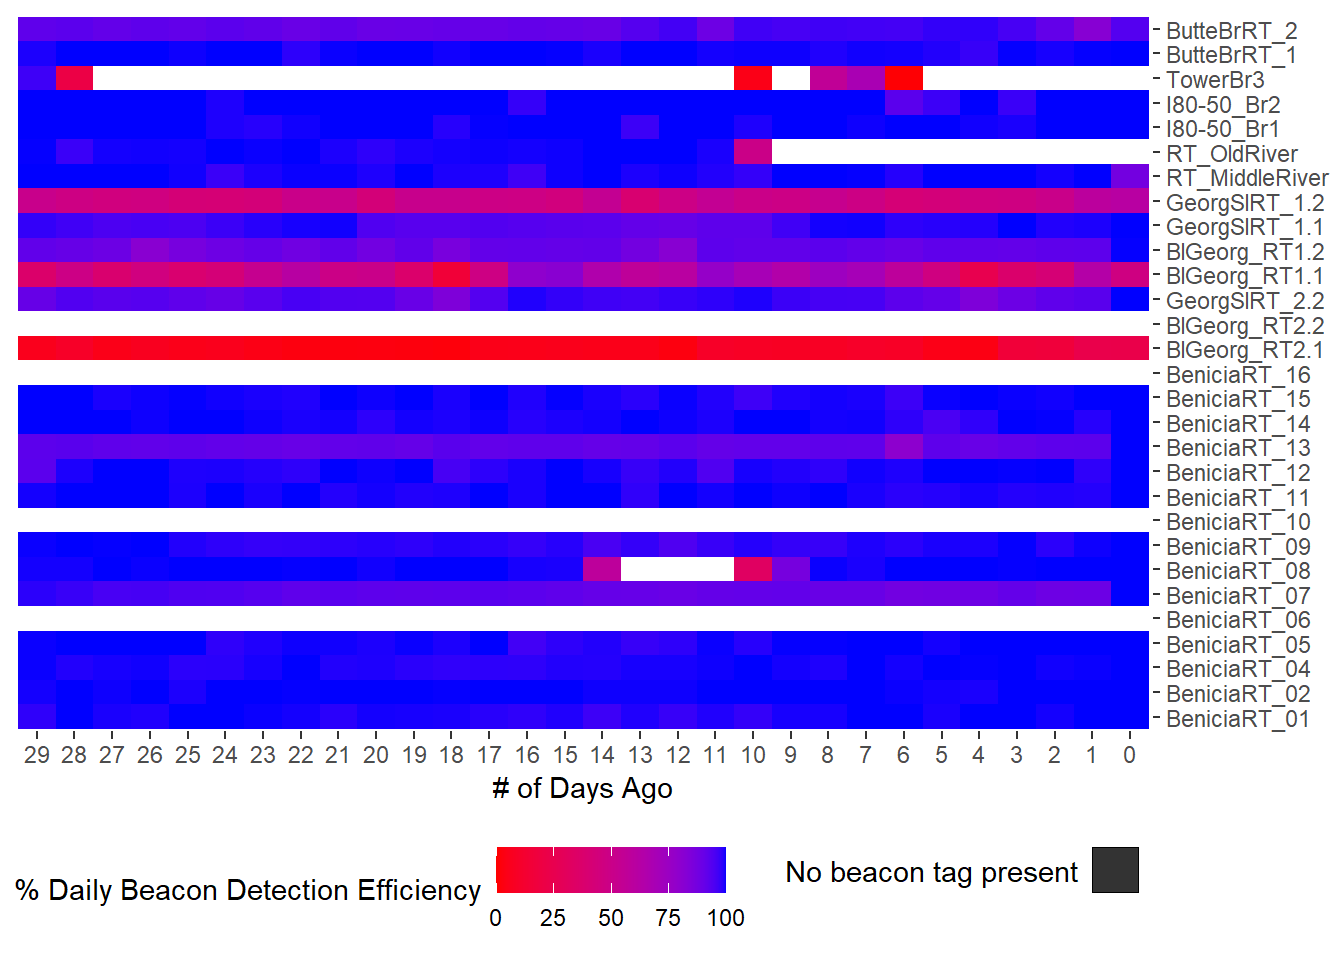 ButteBrRT_2
ButteBrRT_1
TowerBr3
I80-50_Br2
I80-50_Br1
RT_OldRiver
RT_MiddleRiver
GeorgSlRT_1.2
GeorgSlRT_1.1
BlGeorg_RT1.2
BlGeorg_RT1.1
GeorgSlRT_2.2
BlGeorg_RT2.2
BlGeorg_RT2.1
BeniciaRT_16
BeniciaRT_15
BeniciaRT_14
BeniciaRT_13
BeniciaRT_12
BeniciaRT_11
BeniciaRT_10
BeniciaRT_09
BeniciaRT_08
BeniciaRT_07
BeniciaRT_06
BeniciaRT_05
BeniciaRT_04
BeniciaRT_02
BeniciaRT_01
29 28 27 26 25 24 23 22 21 20 19 18 17 16 15 14 13 12 11 10 9 8 7 6 5 4 3 2 1 0
# of Days Ago
% Daily Beacon Detection Efficiency
0 25 50 75 100
No beacon tag present